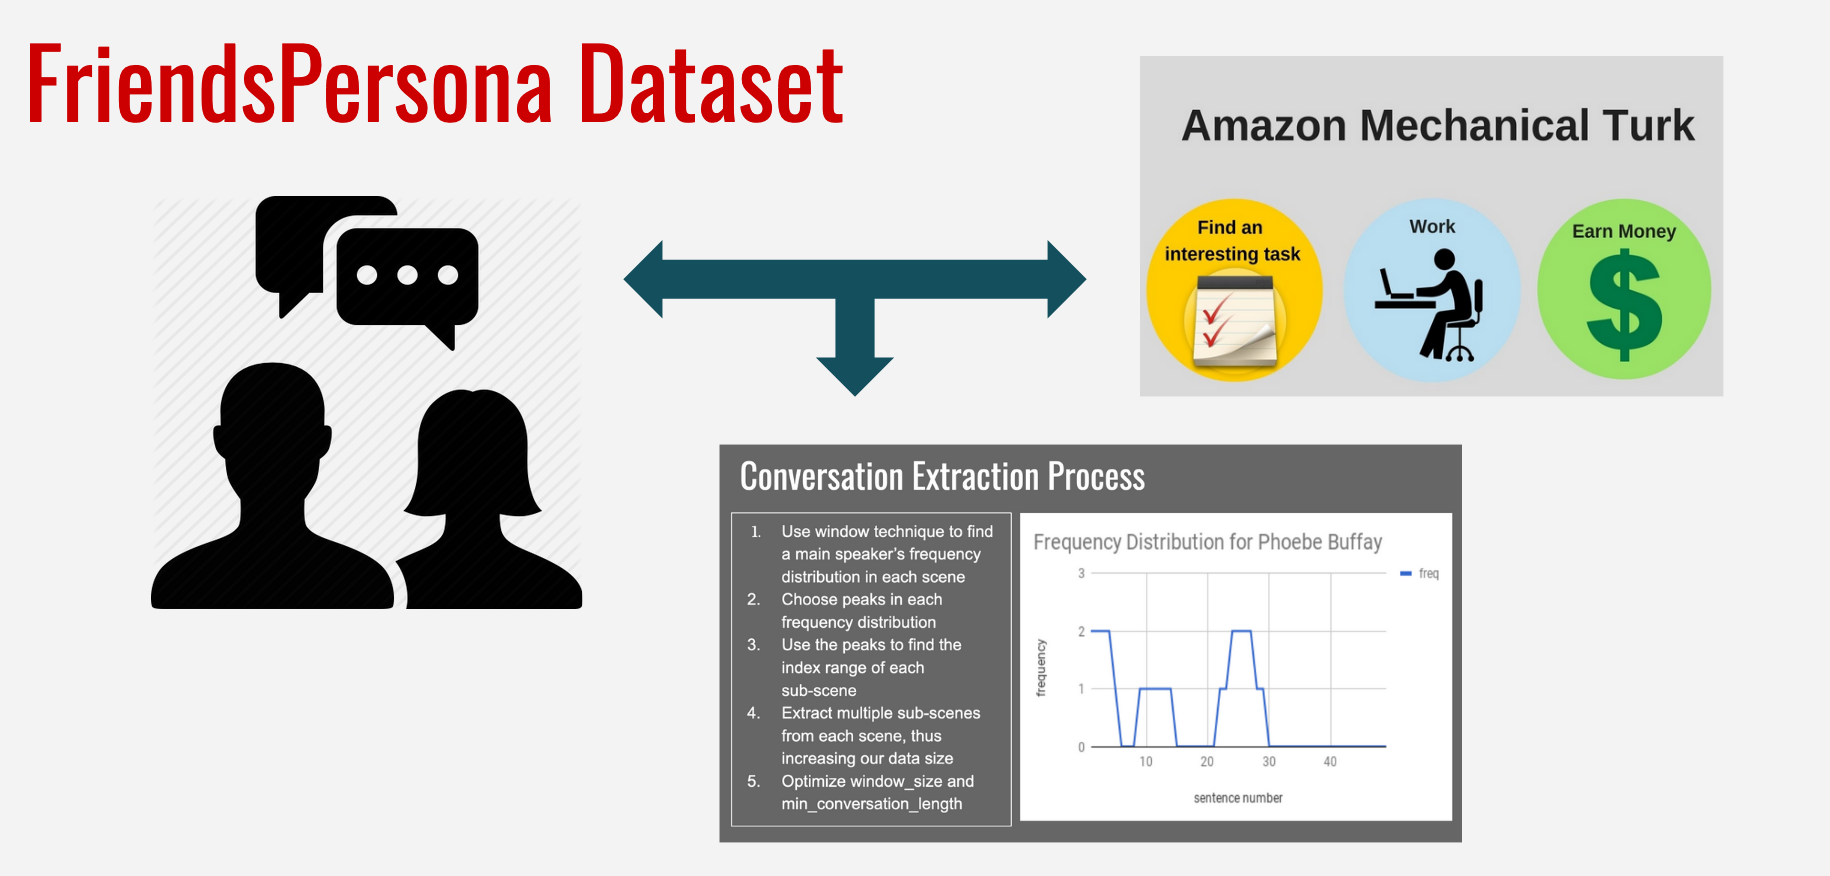 FriendsPersona Dataset
Amazon Mechanical Turk
Find an
interesting task
Work
Earn Money
$
Conversation Extraction Process
1. Use window technique to find
a main speaker's frequency
distribution in each scene
2. Choose peaks in each
frequency distribution
3. Use the peaks to find the
index range of each
sub-scene
4. Extract multiple sub-scenes
from each scene, thus
increasing our data size
5. Optimize window_size and
min_conversation_length
Frequency Distribution for Phoebe Buffay
freq
3
2
1
0
frequency
10 20 30 40
sentence number